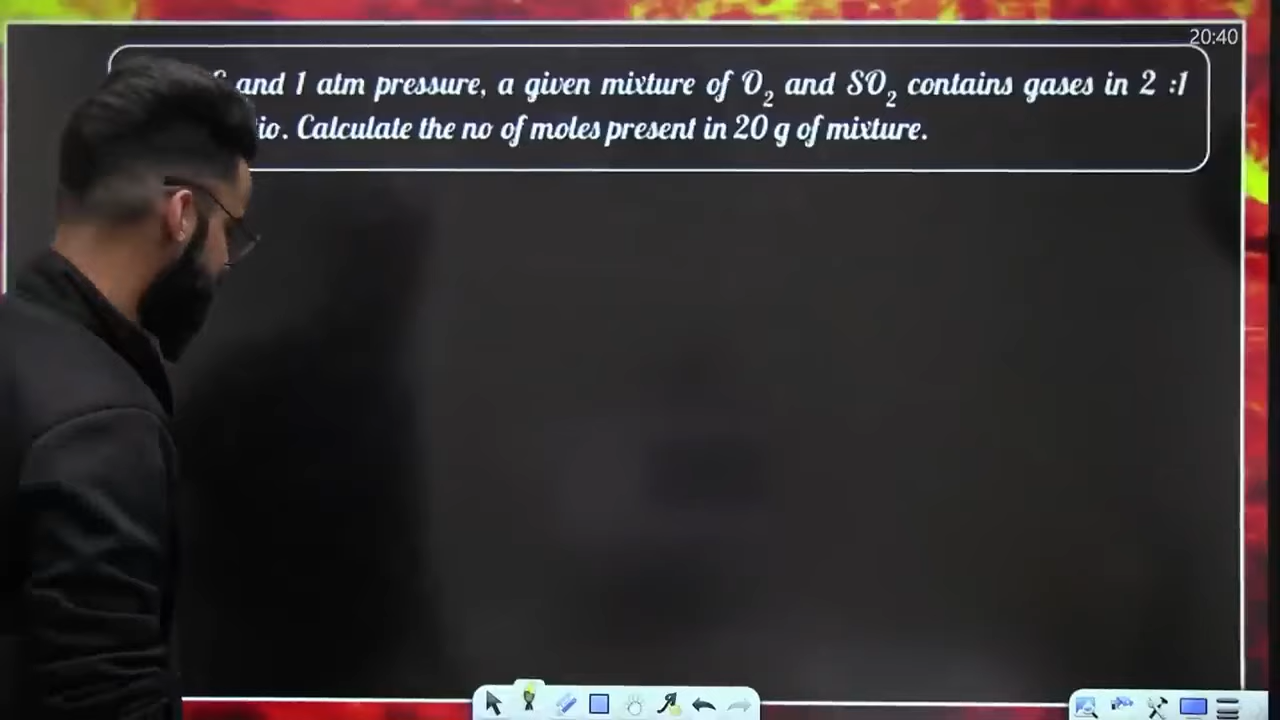 20:40
and 1 atm pressure, a given mixture of O₂ and SO₂ contains gases in 2 :1
Calculate the no of moles present in 20 g of mixture.